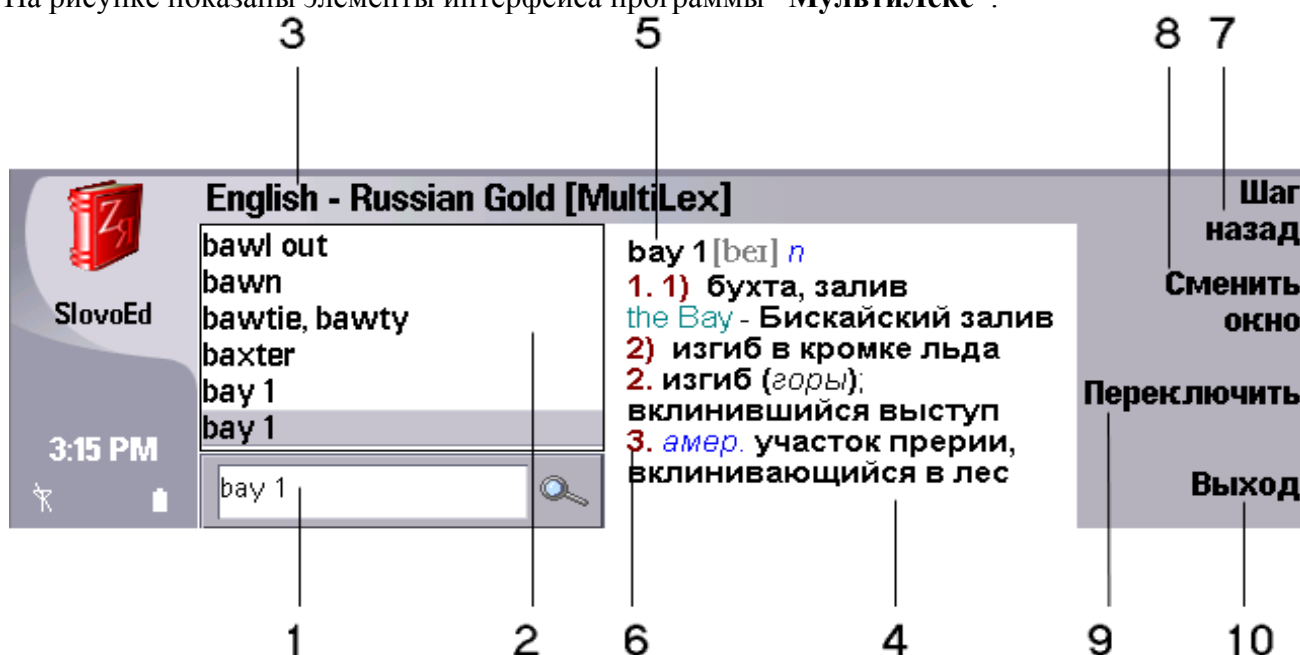 На рисунке показаны элементы интерфейса программы "МультиЛекс".
3 5 8 7
English - Russian Gold [MultiLex]
SlovoEd
3:15 PM
bawl out
bawn
bawtie, bawty
baxter
bay 1
bay 1
bay 1
bay 1 [beɪ] n
1. 1) бухта, залив
the Bay - Бискайский залив
2) изгиб в кромке льда
2. изгиб (горы);
вклинившийся выступ
3. амер. участок прерии,
вклинивающийся в лес
Шаг
назад
Сменить
окно
Переключить
Выход
1 2 6 4 9 10